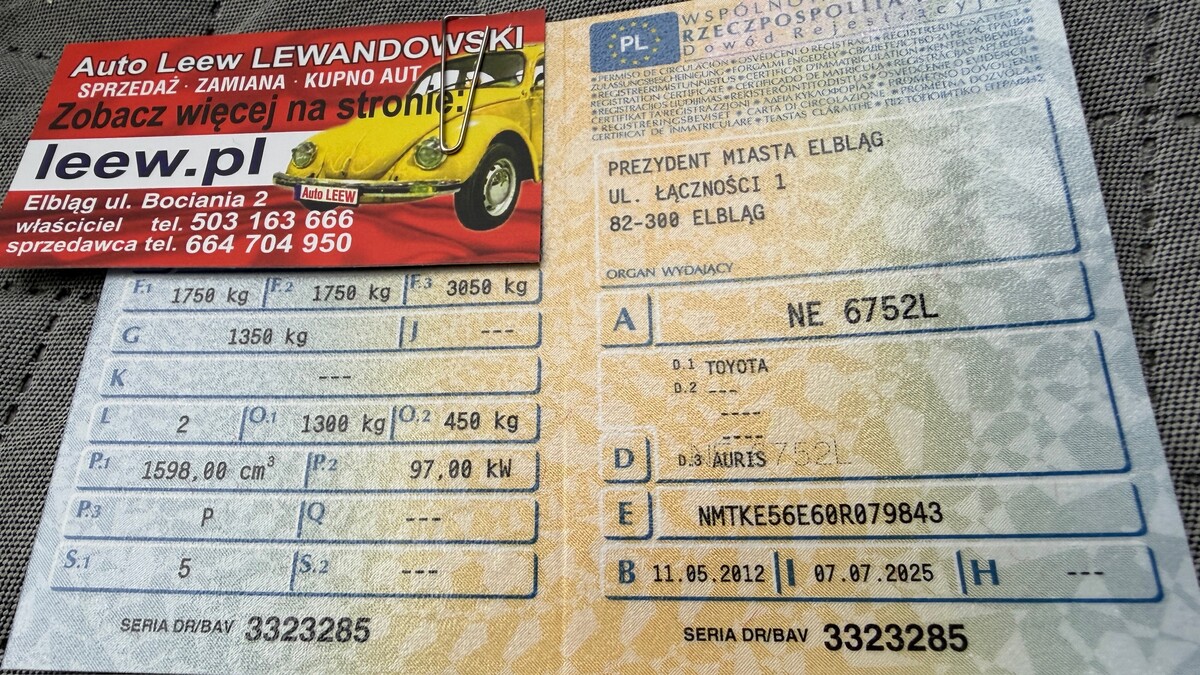 Auto Leew LEWANDOWSKI
SPRZEDAŻ · ZAMIANA · KUPNO AUT
Zobacz więcej na stronie:
leew.pl
Auto LEEW
Elbląg ul. Bociania 2
właściciel tel. 503 163 666
sprzedawca tel. 664 704 950
F.1 1750 kg F.2 1750 kg F.3 3050 kg
G 1350 kg J ---
K ---
L 2 O.1 1300 kg O.2 450 kg
P.1 1598,00 cm³ P.2 97,00 kW
P.3 P Q ---
S.1 5 S.2 ---
SERIA DR/BAV 3323285
PL
RZECZPOSPOLITA
Dowód Rejestracyjny
PREZYDENT MIASTA ELBLĄG
UL. ŁĄCZNOŚCI 1
82-300 ELBLĄG
ORGAN WYDAJĄCY
A NE 6752L
D.1 TOYOTA
D.2 ---
----
----
D D.3 AURIS
E NMTKE56E60R079843
B 11.05.2012 I 07.07.2025 H ---
SERIA DR/BAV 3323285